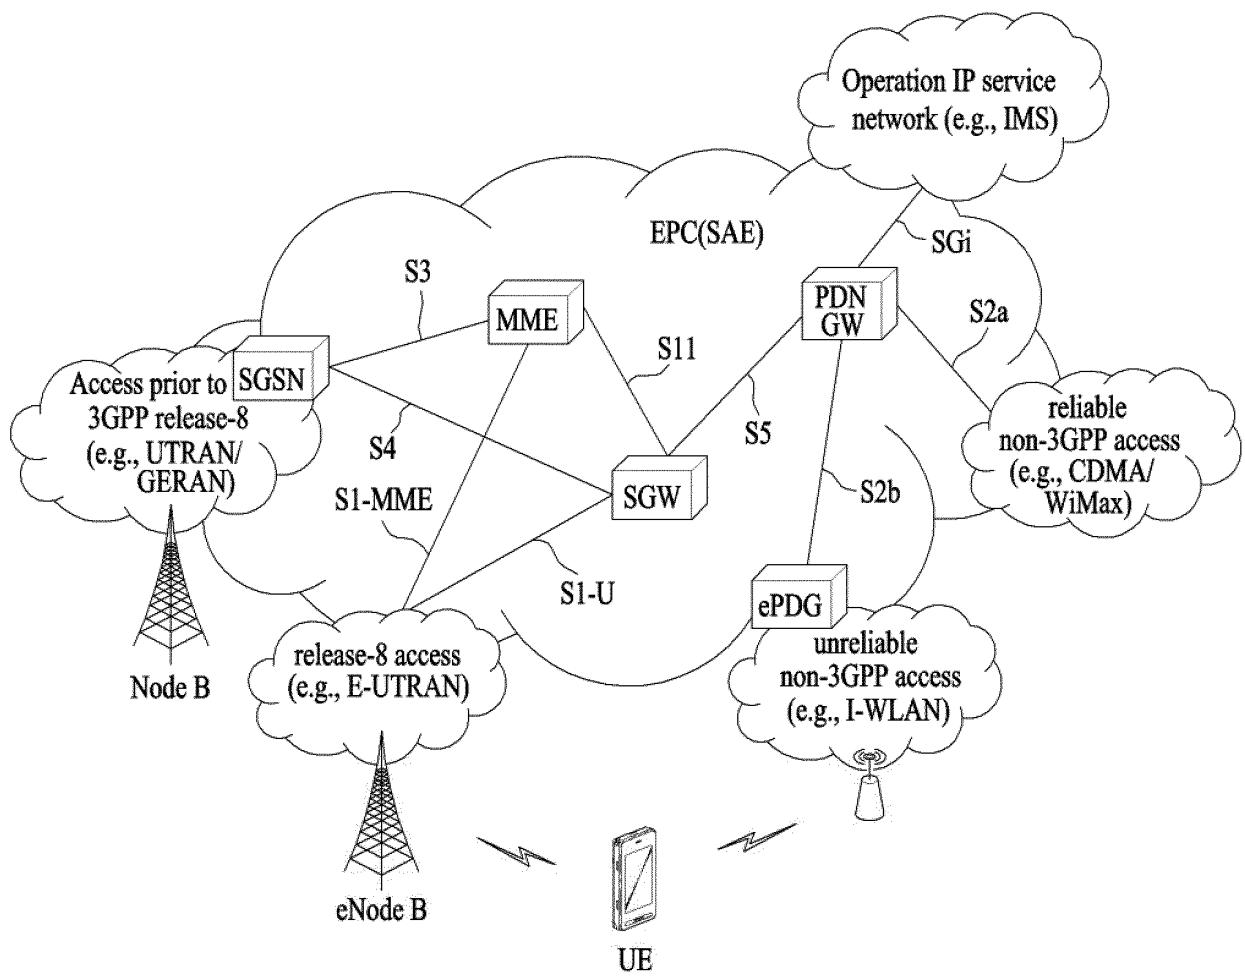 Operation IP service
network (e.g., IMS)
EPC(SAE)
SGi
S3
MME
PDN
GW
S2a
S11
SGSN
Access prior to
3GPP release-8
(e.g., UTRAN/
GERAN)
S4
S5
reliable
non-3GPP access
(e.g., CDMA/
WiMax)
S1-MME
SGW
S2b
S1-U
ePDG
Node B
release-8 access
(e.g., E-UTRAN)
unreliable
non-3GPP access
(e.g., I-WLAN)
eNode B
UE